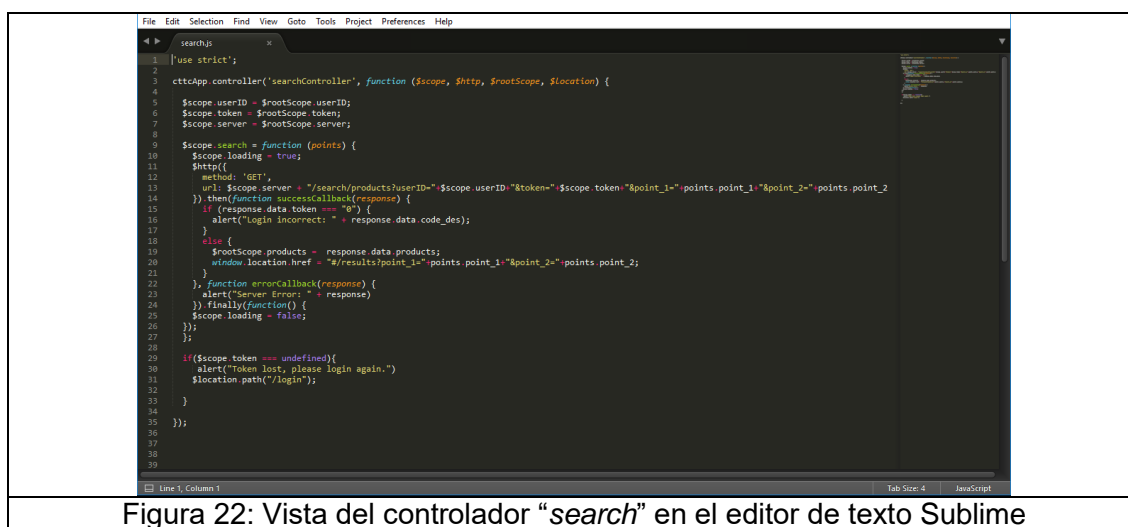 File Edit Selection Find View Goto Tools Project Preferences Help
search.js ×
1 'use strict';
2
3 cttcApp.controller('searchController', function ($scope, $http, $rootScope, $location) {
4
5 $scope.userID = $rootScope.userID;
6 $scope.token = $rootScope.token;
7 $scope.server = $rootScope.server;
8
9 $scope.search = function (points) {
10 $scope.loading = true;
11 $http({
12 method: 'GET',
13 url: $scope.server + "/search/products?userID="+$scope.userID+"&token="+$scope.token+"&point_1="+points.point_1+"&point_2="+points.point_2
14 }).then(function successCallback(response) {
15 if (response.data.token === "0") {
16 alert("Login incorrect: " + response.data.code_des);
17 }
18 else {
19 $rootScope.products = response.data.products;
20 window.location.href = "#/results?point_1="+points.point_1+"&point_2="+points.point_2;
21 }
22 }, function errorCallback(response) {
23 alert("Server Error: " + response)
24 }).finally(function() {
25 $scope.loading = false;
26 });
27 };
28
29 if($scope.token === undefined){
30 alert("Token lost, please login again.")
31 $location.path("/login");
32
33 }
34
35 });
36
37
38
39
Line 1, Column 1 Tab Size: 4 JavaScript
Figura 22: Vista del controlador “search” en el editor de texto Sublime